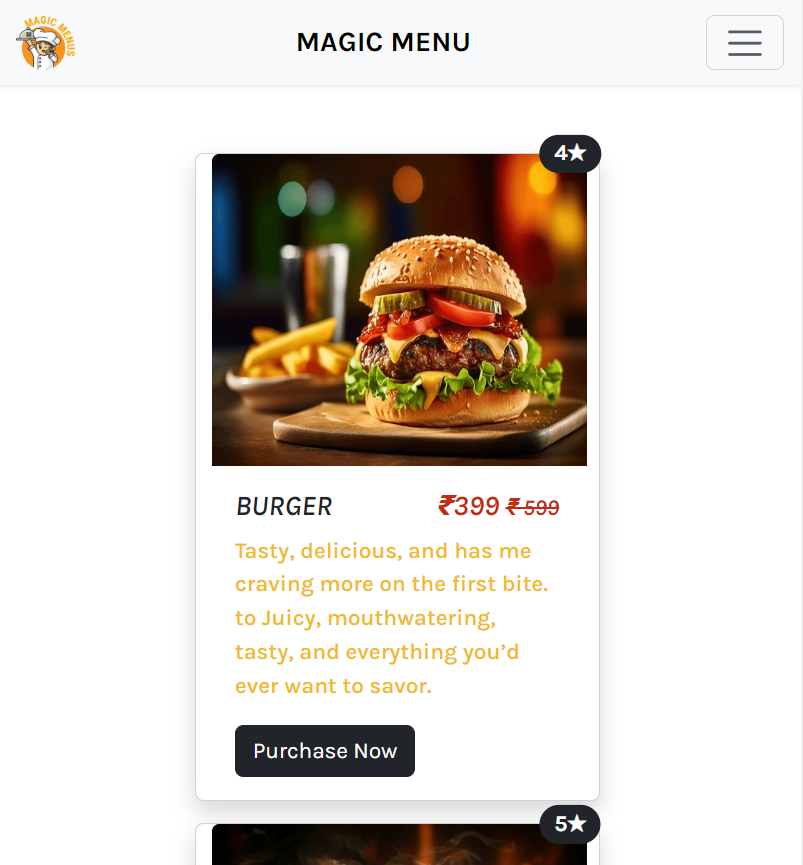 MAGIC MENUS
MAGIC MENU
4★
BURGER ₹399 ₹ 599
Tasty, delicious, and has me
craving more on the first bite.
to Juicy, mouthwatering,
tasty, and everything you’d
ever want to savor.
Purchase Now
5★